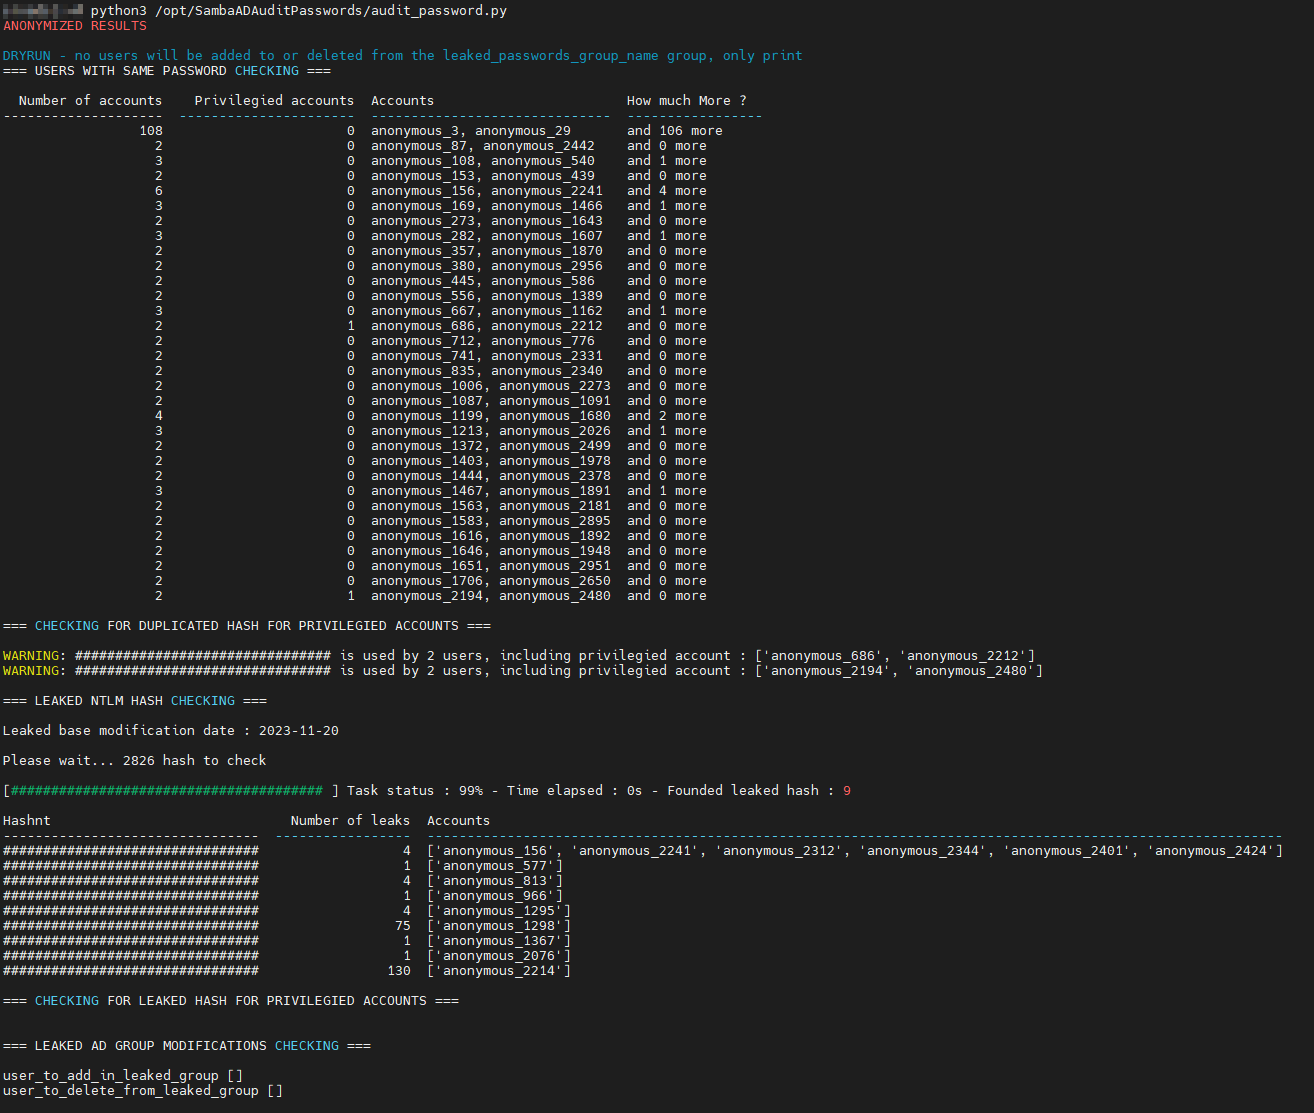 python3 /opt/SambaADAuditPasswords/audit_password.py
ANONYMIZED RESULTS
DRYRUN - no users will be added to or deleted from the leaked_passwords_group_name group, only print
=== USERS WITH SAME PASSWORD CHECKING ===
Number of accounts    Privilegied accounts  Accounts                        How much More ?
--------------------  ----------------------  ------------------------------  -----------------
108  0  anonymous_3, anonymous_29  and 106 more
2  0  anonymous_87, anonymous_2442  and 0 more
3  0  anonymous_108, anonymous_540  and 1 more
2  0  anonymous_153, anonymous_439  and 0 more
6  0  anonymous_156, anonymous_2241  and 4 more
3  0  anonymous_169, anonymous_1466  and 1 more
2  0  anonymous_273, anonymous_1643  and 0 more
3  0  anonymous_282, anonymous_1607  and 1 more
2  0  anonymous_357, anonymous_1870  and 0 more
2  0  anonymous_380, anonymous_2956  and 0 more
2  0  anonymous_445, anonymous_586  and 0 more
2  0  anonymous_556, anonymous_1389  and 0 more
3  0  anonymous_667, anonymous_1162  and 1 more
2  1  anonymous_686, anonymous_2212  and 0 more
2  0  anonymous_712, anonymous_776  and 0 more
2  0  anonymous_741, anonymous_2331  and 0 more
2  0  anonymous_835, anonymous_2340  and 0 more
2  0  anonymous_1006, anonymous_2273  and 0 more
2  0  anonymous_1087, anonymous_1091  and 0 more
4  0  anonymous_1199, anonymous_1680  and 2 more
3  0  anonymous_1213, anonymous_2026  and 1 more
2  0  anonymous_1372, anonymous_2499  and 0 more
2  0  anonymous_1403, anonymous_1978  and 0 more
2  0  anonymous_1444, anonymous_2378  and 0 more
3  0  anonymous_1467, anonymous_1891  and 1 more
2  0  anonymous_1563, anonymous_2181  and 0 more
2  0  anonymous_1583, anonymous_2895  and 0 more
2  0  anonymous_1616, anonymous_1892  and 0 more
2  0  anonymous_1646, anonymous_1948  and 0 more
2  0  anonymous_1651, anonymous_2951  and 0 more
2  0  anonymous_1706, anonymous_2650  and 0 more
2  1  anonymous_2194, anonymous_2480  and 0 more
=== CHECKING FOR DUPLICATED HASH FOR PRIVILEGIED ACCOUNTS ===
WARNING: ################################ is used by 2 users, including privilegied account : ['anonymous_686', 'anonymous_2212']
WARNING: ################################ is used by 2 users, including privilegied account : ['anonymous_2194', 'anonymous_2480']
=== LEAKED NTLM HASH CHECKING ===
Leaked base modification date : 2023-11-20
Please wait... 2826 hash to check
[####################################### ] Task status : 99% - Time elapsed : 0s - Founded leaked hash : 9
Hashnt                              Number of leaks  Accounts
--------------------------------  -----------------  -----------------------------------------------------------------------------------------------------------
################################  4  ['anonymous_156', 'anonymous_2241', 'anonymous_2312', 'anonymous_2344', 'anonymous_2401', 'anonymous_2424']
################################  1  ['anonymous_577']
################################  4  ['anonymous_813']
################################  1  ['anonymous_966']
################################  4  ['anonymous_1295']
################################  75  ['anonymous_1298']
################################  1  ['anonymous_1367']
################################  1  ['anonymous_2076']
################################  130  ['anonymous_2214']
=== CHECKING FOR LEAKED HASH FOR PRIVILEGIED ACCOUNTS ===
=== LEAKED AD GROUP MODIFICATIONS CHECKING ===
user_to_add_in_leaked_group []
user_to_delete_from_leaked_group []